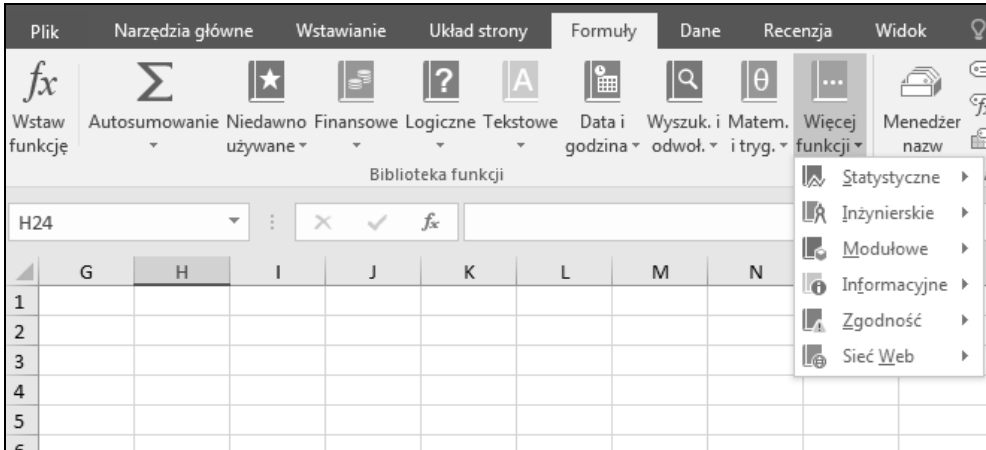 Plik Narzędzia główne Wstawianie Układ strony Formuły Dane Recenzja Widok
fx Σ ? A θ ...
Wstaw funkcję
Autosumowanie
Niedawno używane
Finansowe
Logiczne
Tekstowe
Data i godzina
Wyszuk. i odwoł.
Matem. i tryg.
Więcej funkcji
Menedżer nazw
Biblioteka funkcji
Statystyczne
Inżynierskie
Modułowe
Informacyjne
Zgodność
Sieć Web
H24 fx
G H I J K L M N
1
2
3
4
5